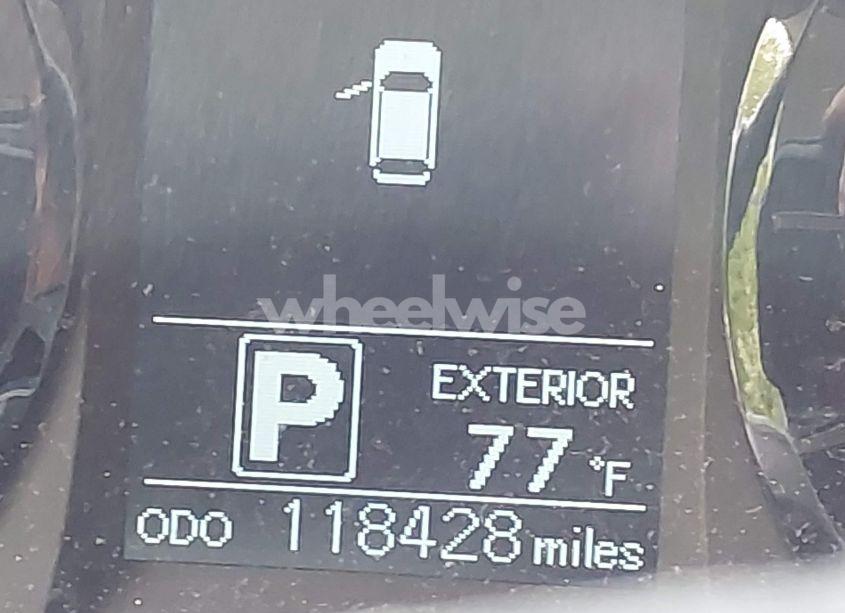 wheelwise
P
EXTERIOR
77 °F
ODO 118428 miles